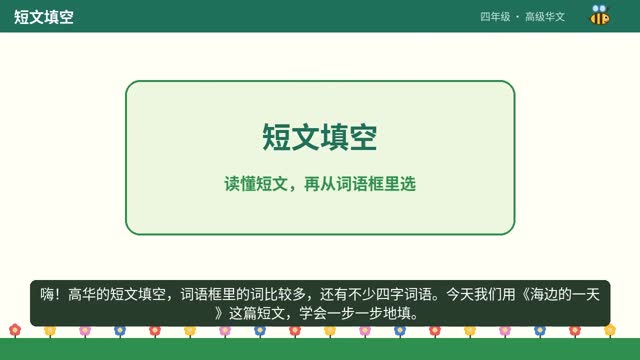 短文填空
四年级 · 高级华文
短文填空
读懂短文，再从词语框里选
嗨！高华的短文填空，词语框里的词比较多，还有不少四字词语。今天我们用《海边的一天
》这篇短文，学会一步一步地填。